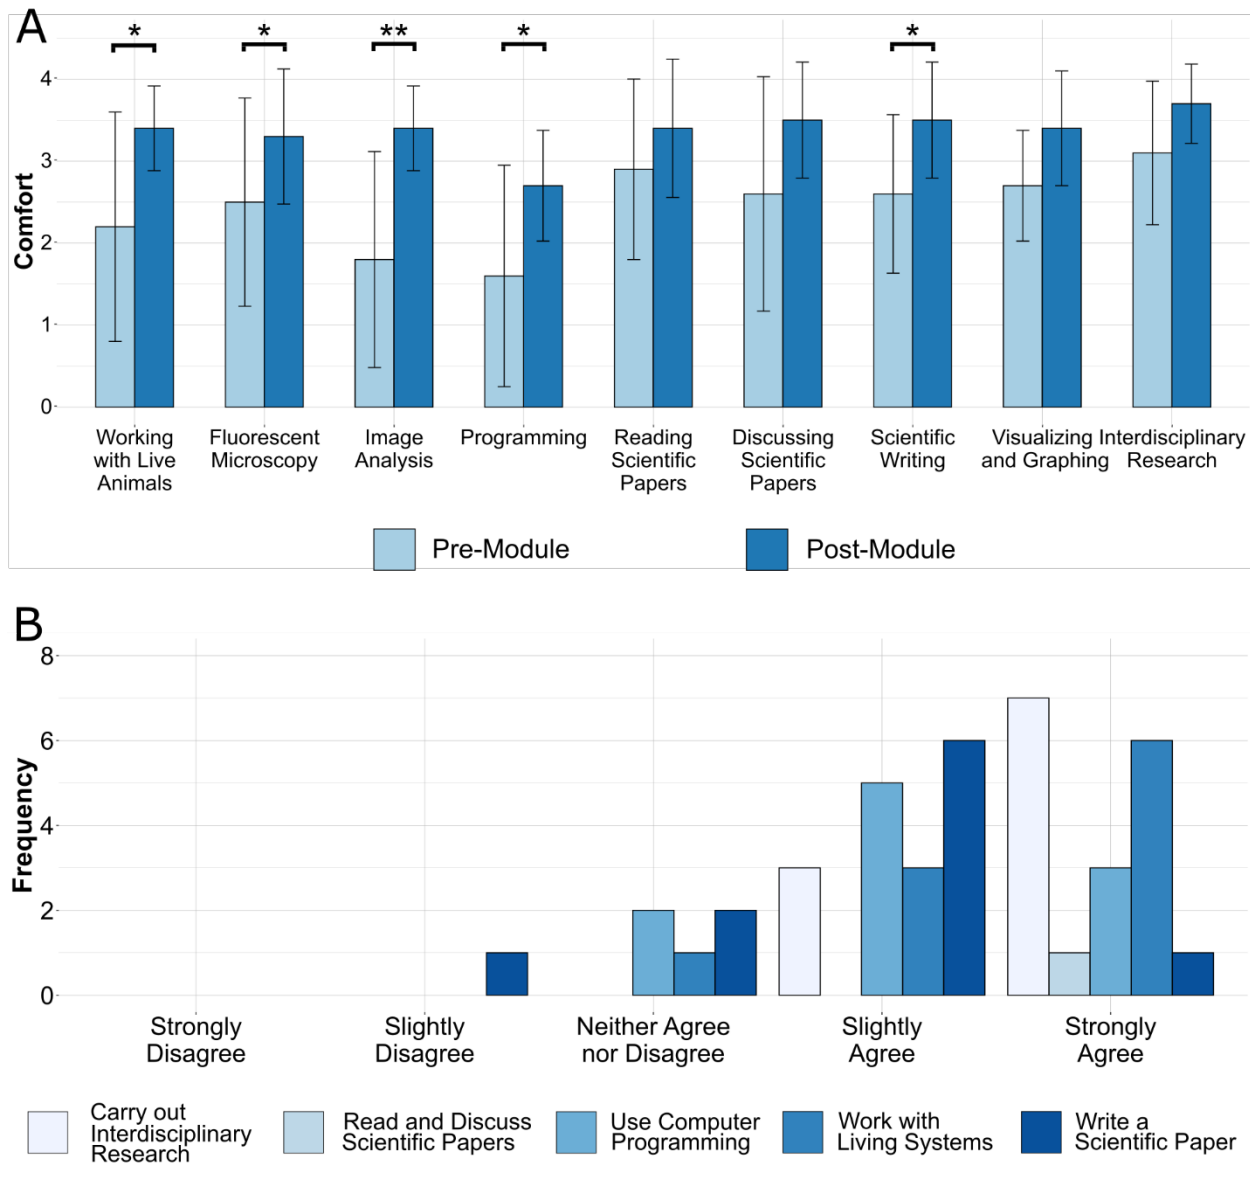 A
* * ** * *
4
3
2
1
0
Comfort
Working
with Live
Animals
Fluorescent
Microscopy
Image
Analysis
Programming
Reading
Scientific
Papers
Discussing
Scientific
Papers
Scientific
Writing
Visualizing
and Graphing
Interdisciplinary
Research
Pre-Module
Post-Module
B
8
6
4
2
0
Frequency
Strongly
Disagree
Slightly
Disagree
Neither Agree
nor Disagree
Slightly
Agree
Strongly
Agree
Carry out
Interdisciplinary
Research
Read and Discuss
Scientific Papers
Use Computer
Programming
Work with
Living Systems
Write a
Scientific Paper